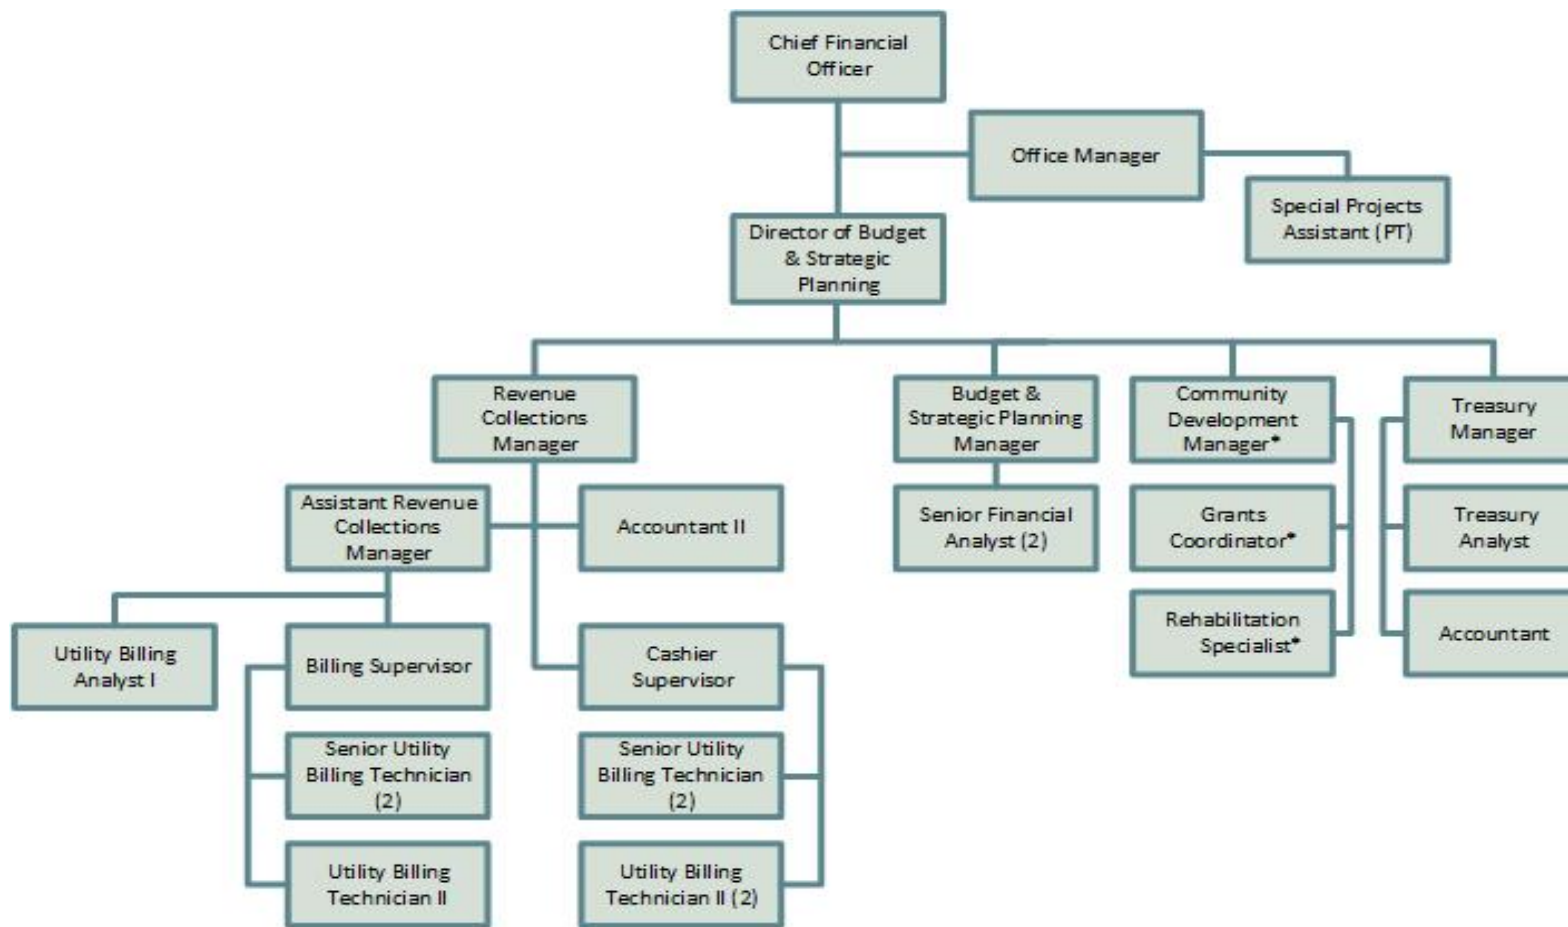 Chief Financial
Officer
Office Manager
Special Projects
Assistant (PT)
Director of Budget
& Strategic
Planning
Revenue
Collections
Manager
Budget &
Strategic Planning
Manager
Community
Development
Manager*
Treasury
Manager
Assistant Revenue
Collections
Manager
Accountant II
Senior Financial
Analyst (2)
Grants
Coordinator*
Treasury
Analyst
Utility Billing
Analyst I
Billing Supervisor
Cashier
Supervisor
Rehabilitation
Specialist*
Accountant
Senior Utility
Billing Technician
(2)
Senior Utility
Billing Technician
(2)
Utility Billing
Technician II
Utility Billing
Technician II (2)